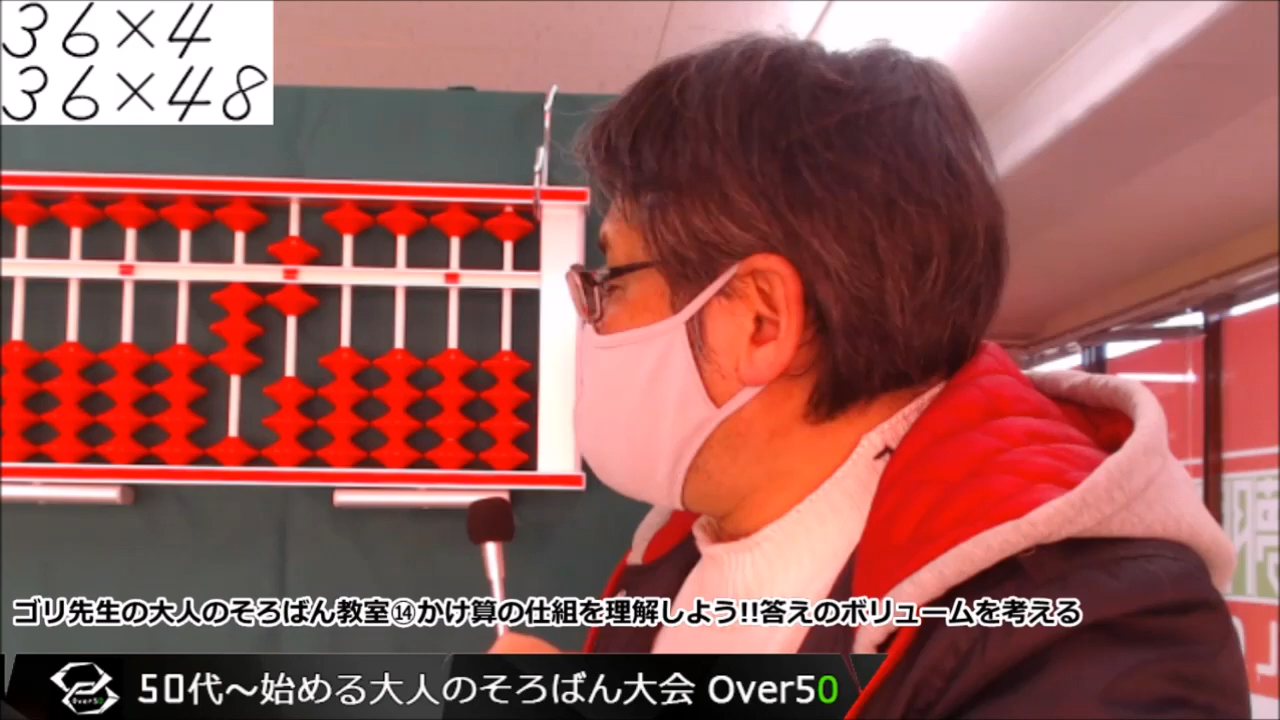 36×4
36×48
ゴリ先生の大人のそろばん教室⑭かけ算の仕組を理解しよう!!答えのボリュームを考える
Over50
50代～始める大人のそろばん大会 Over50